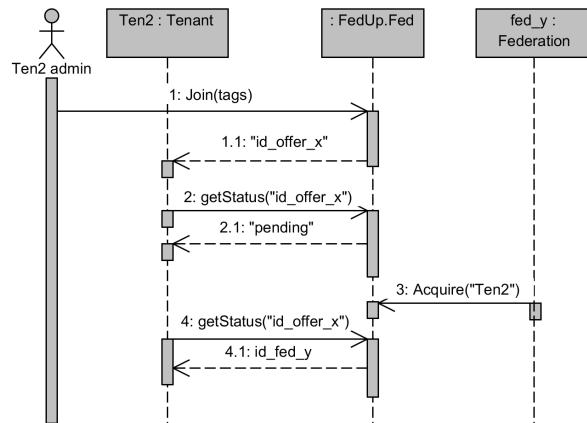 Ten2 : Tenant
: FedUp.Fed
fed_y :
Federation
Ten2 admin
1: Join(tags)
1.1: "id_offer_x"
2: getStatus("id_offer_x")
2.1: "pending"
3: Acquire("Ten2")
4: getStatus("id_offer_x")
4.1: id_fed_y